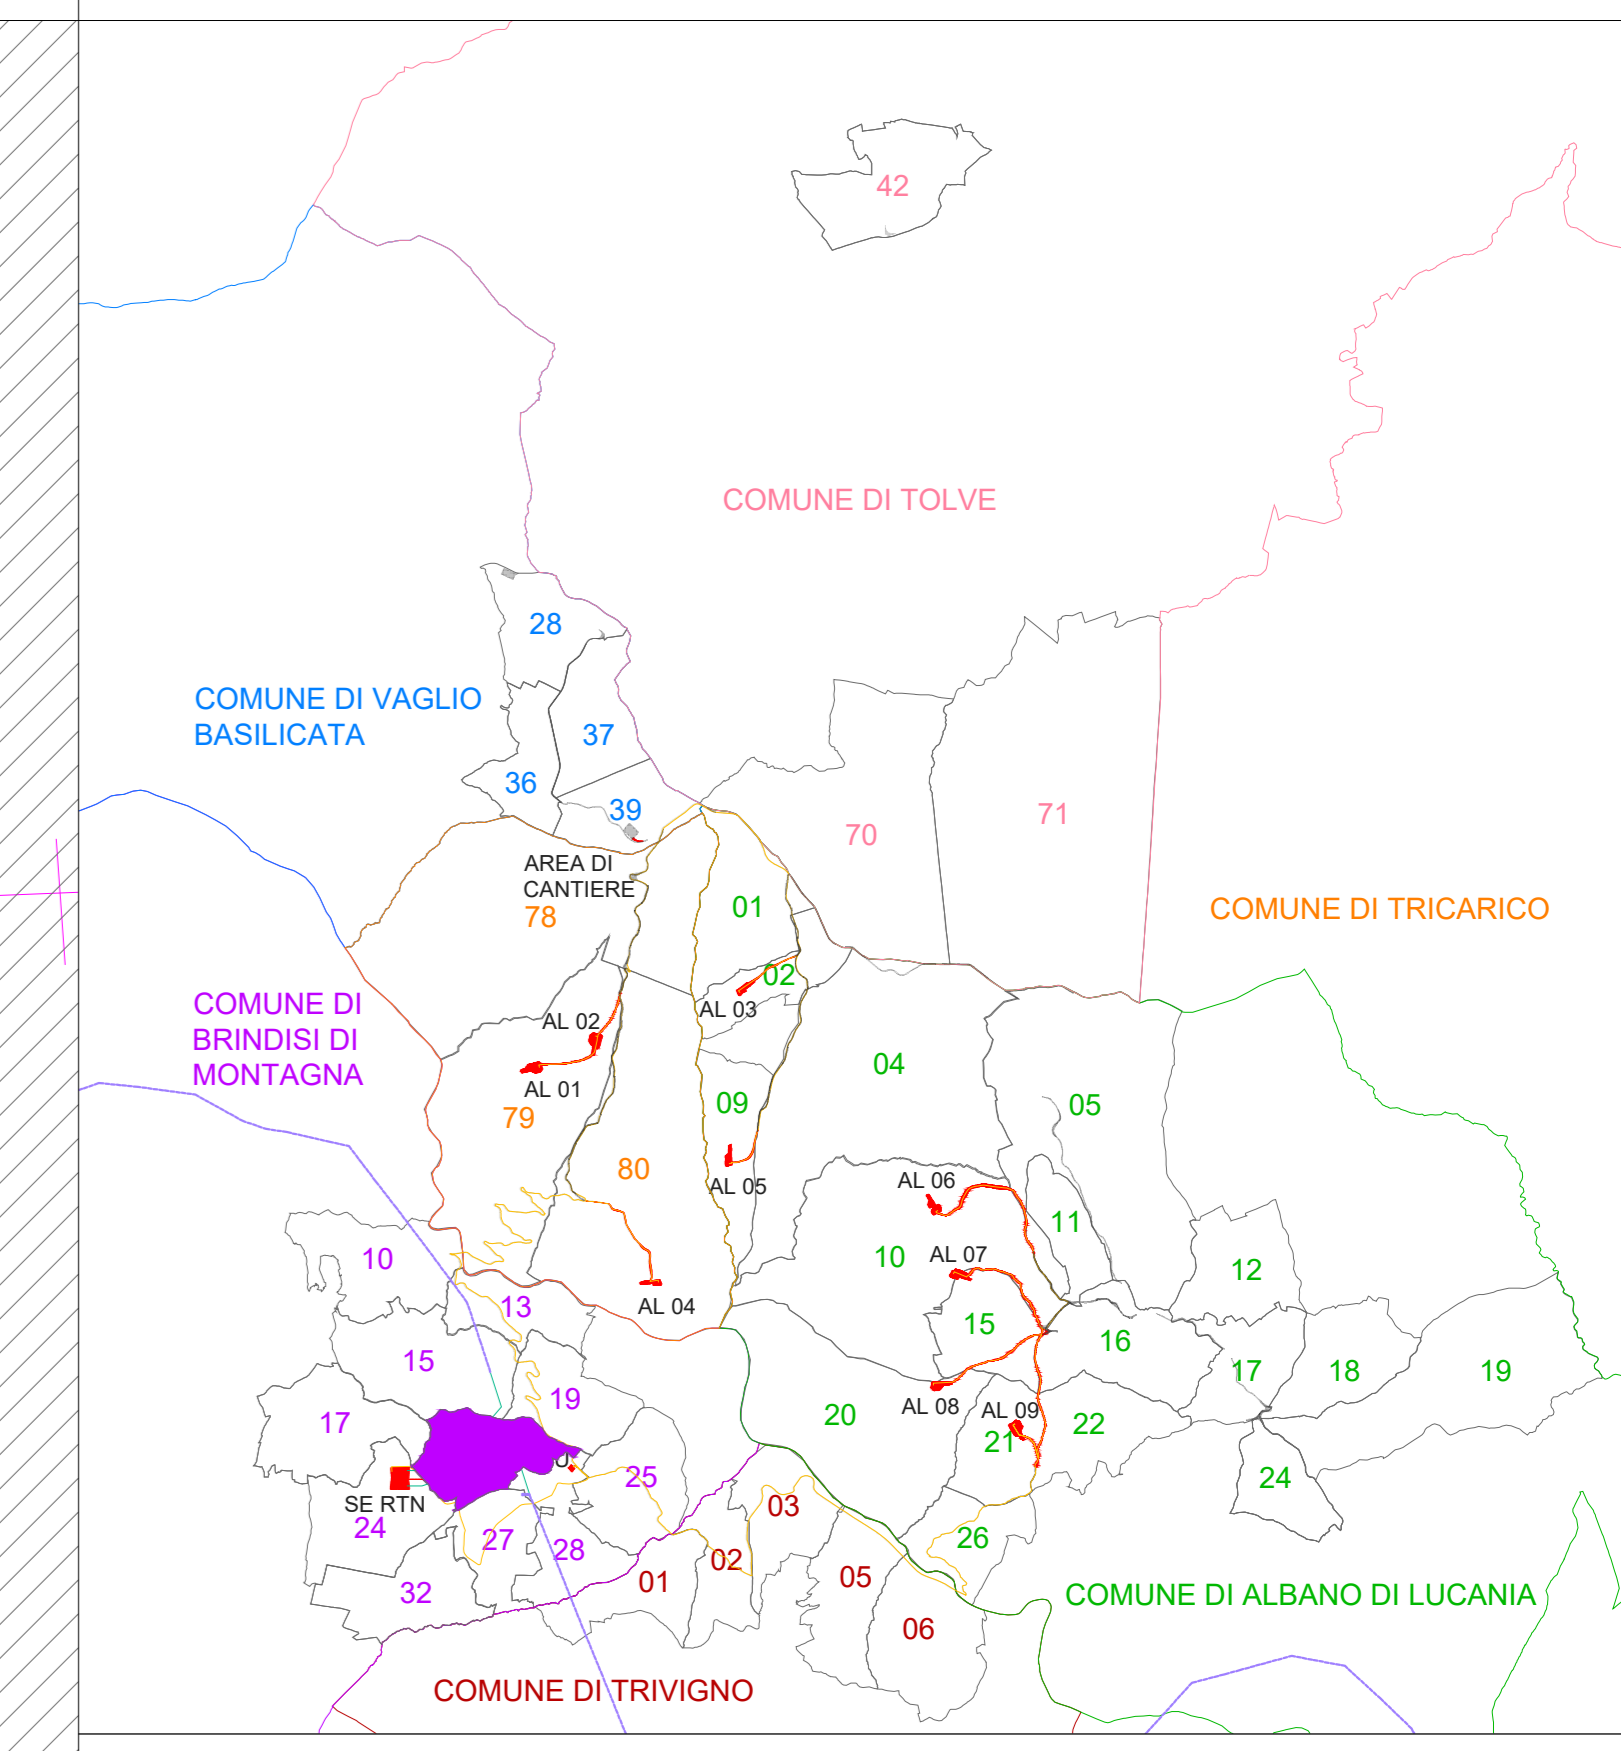 42
COMUNE DI TOLVE
28
COMUNE DI VAGLIO
BASILICATA
37
36
39
70
71
AREA DI
CANTIERE
78
01
COMUNE DI TRICARICO
02
AL 03
COMUNE DI
BRINDISI DI
MONTAGNA
AL 02
AL 01
79
04
09
05
80
AL 05
AL 06
11
10
10
AL 07
12
13
AL 04
15
16
15
17
18
19
19
AL 08
AL 09
17
20
21
22
25
24
SE RTN
24
03
27
28
26
02
01
05
32
COMUNE DI ALBANO DI LUCANIA
06
COMUNE DI TRIVIGNO